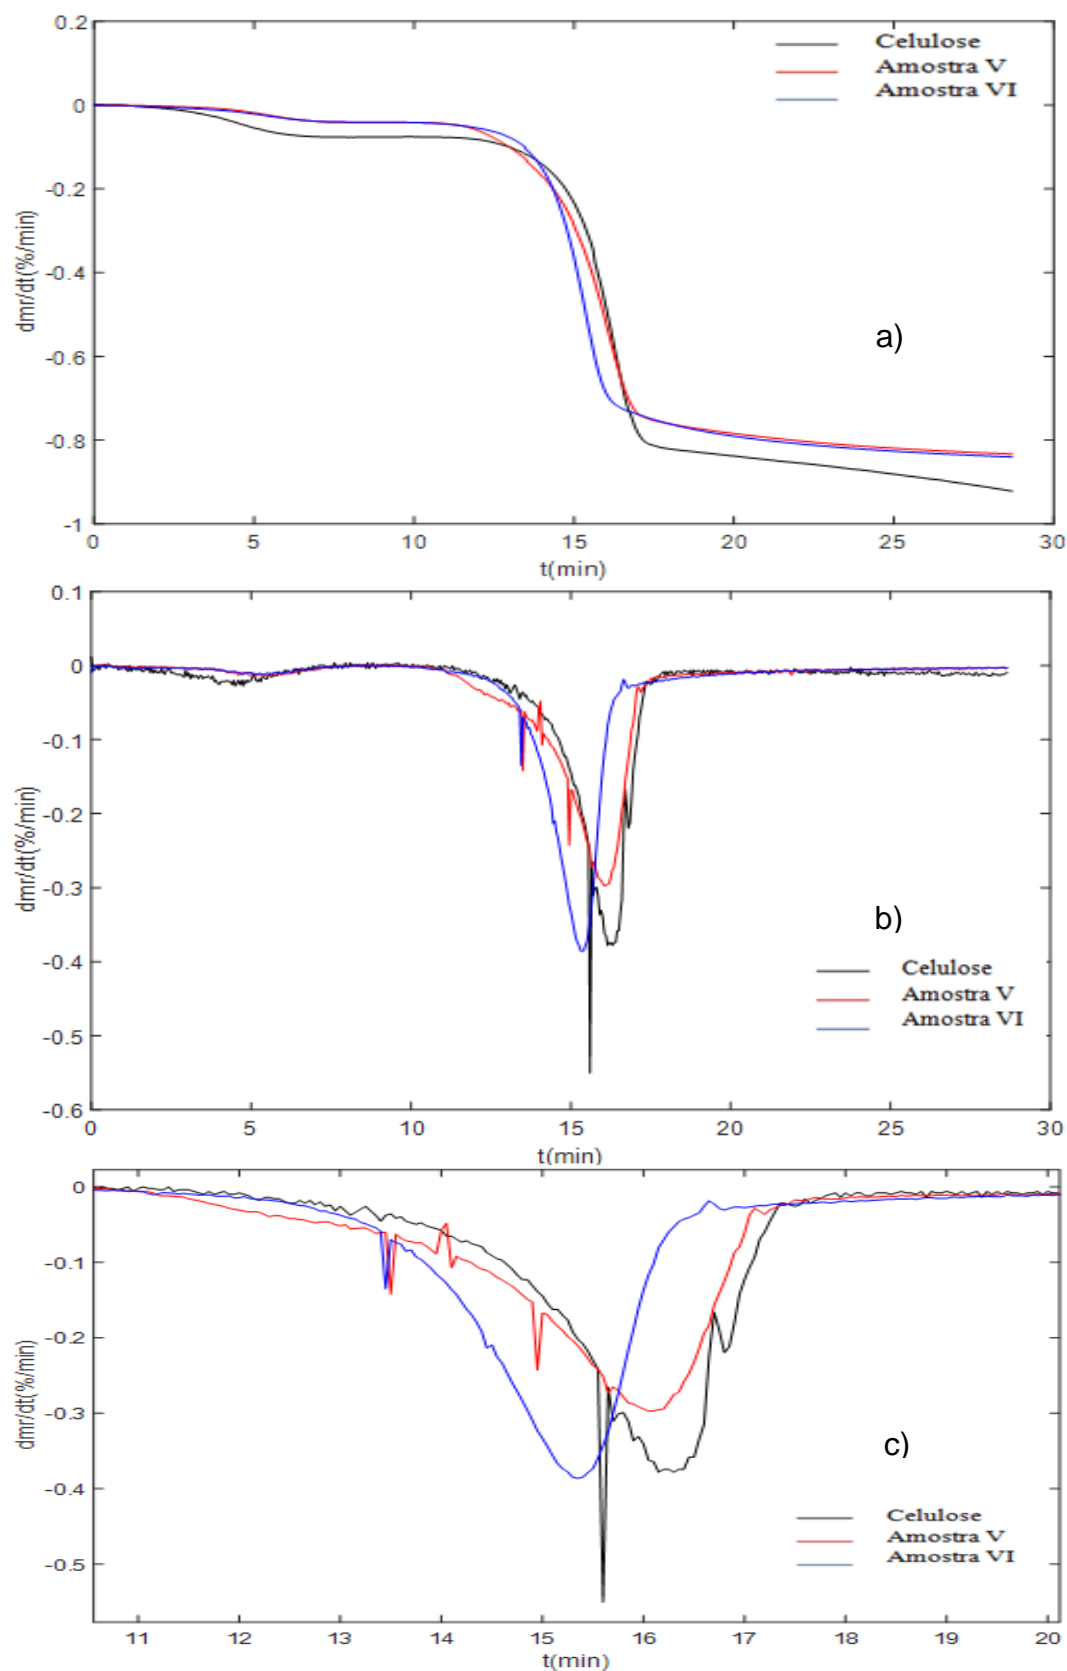 0.2
Celulose
Amostra V
Amostra VI
0
-0.2
-0.4
-0.6
-0.8
-1
dmr/dt(%/min)
a)
0 5 10 15 20 25 30
t(min)
0.1
0
-0.1
-0.2
-0.3
-0.4
-0.5
-0.6
dmr/dt(%/min)
b)
Celulose
Amostra V
Amostra VI
0 5 10 15 20 25 30
t(min)
0
-0.1
-0.2
-0.3
-0.4
-0.5
dmr/dt(%/min)
c)
Celulose
Amostra V
Amostra VI
11 12 13 14 15 16 17 18 19 20
t(min)